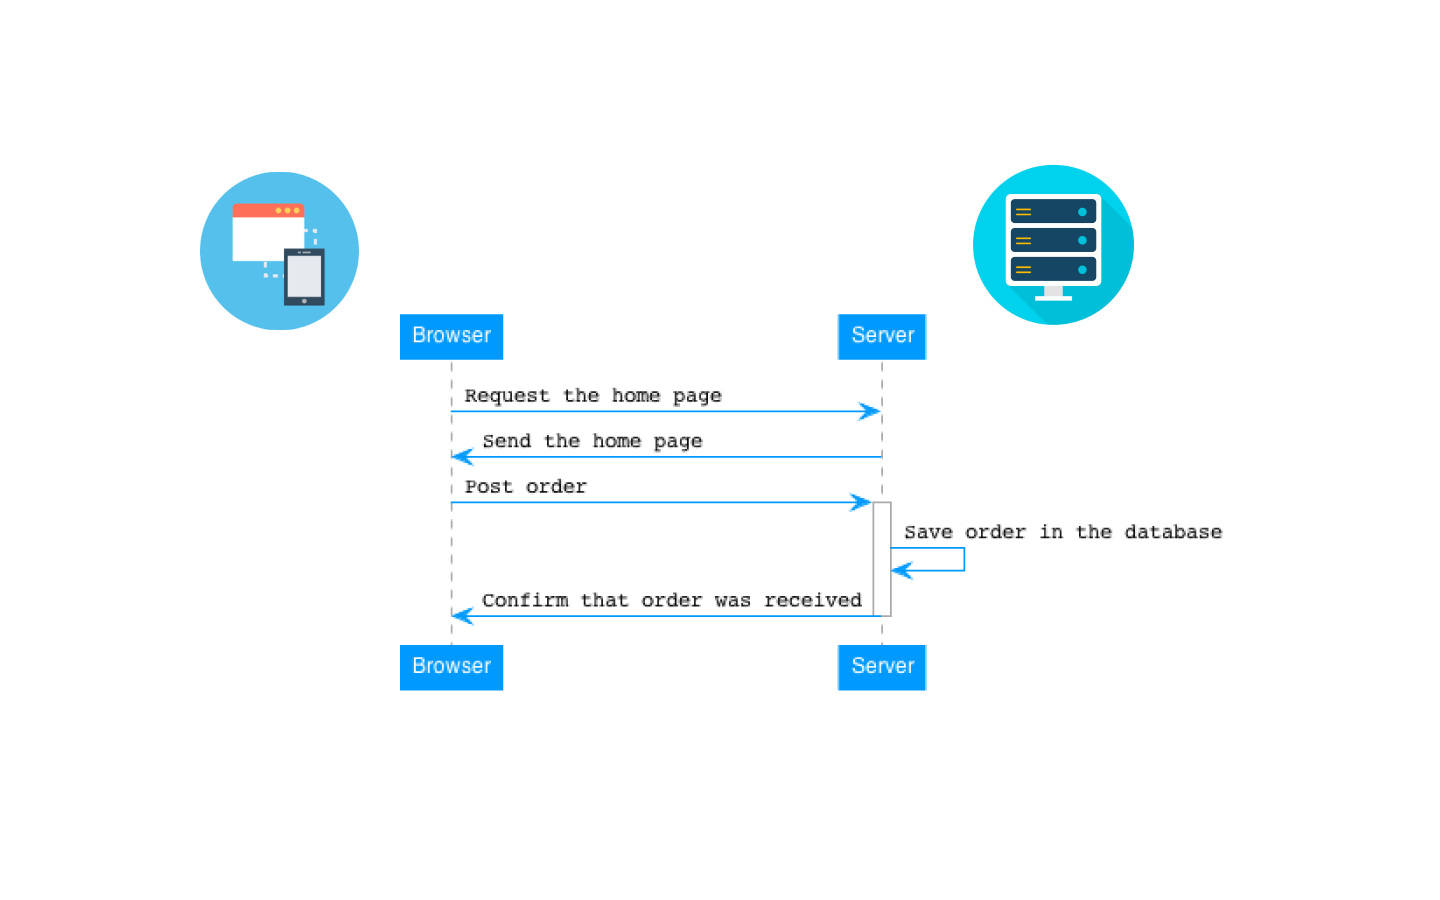 Browser
Server
Request the home page
Send the home page
Post order
Save order in the database
Confirm that order was received
Browser
Server